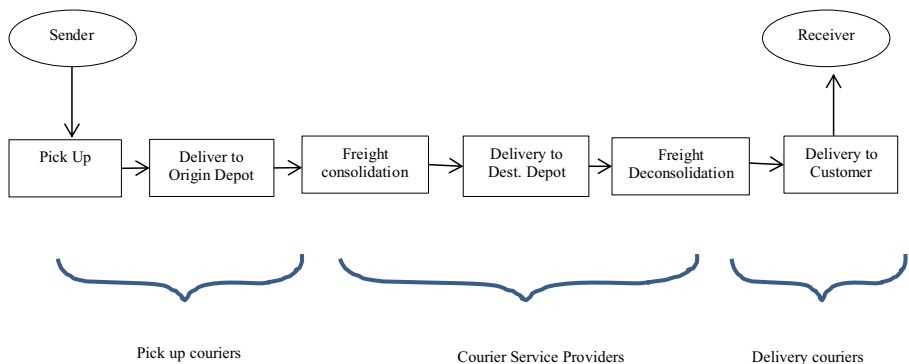 Sender
Receiver
Pick Up
Deliver to
Origin Depot
Freight
consolidation
Delivery to
Dest. Depot
Freight
Deconsolidation
Delivery to
Customer
Pick up couriers
Courier Service Providers
Delivery couriers